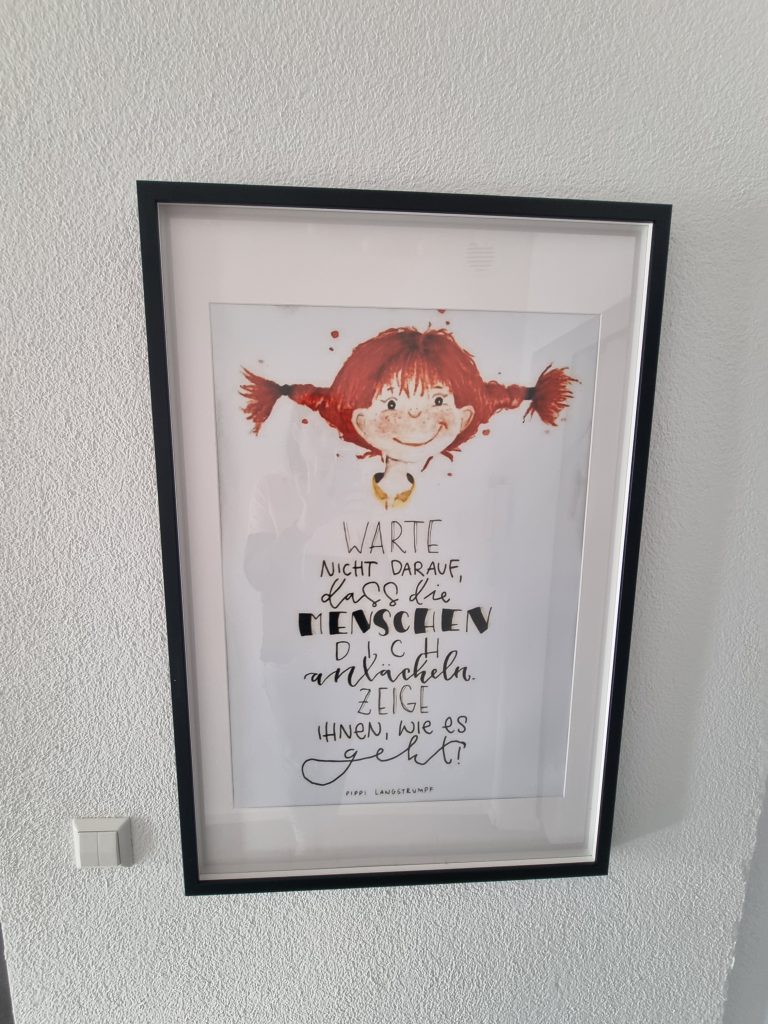 WARTE
NICHT DARAUF,
dass die
MENSCHEN
DICH
anlächeln.
ZEIGE
IHNEN, WIE ES
geht!
PIPPI LANGSTRUMPF